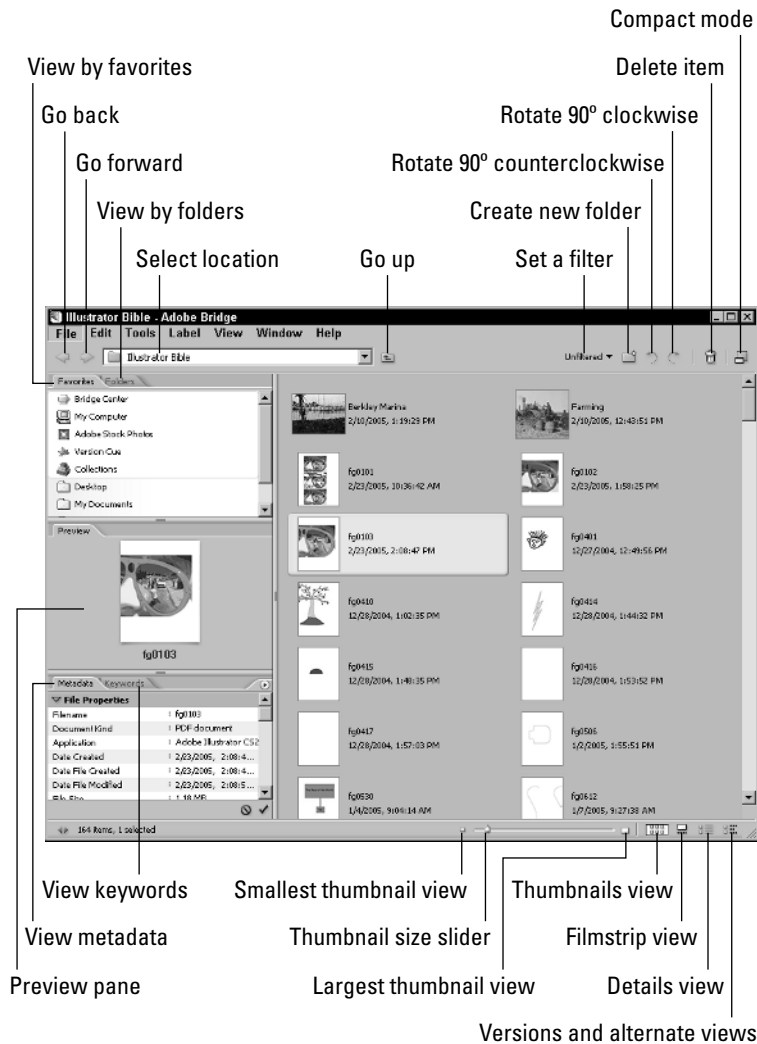 Compact mode
View by favorites
Delete item
Go back
Rotate 90º clockwise
Go forward
Rotate 90º counterclockwise
View by folders
Create new folder
Select location
Go up
Set a filter
Illustrator Bible - Adobe Bridge
File Edit Tools Label View Window Help
Illustrator Bible
Unfiltered
Favorites Folders
Bridge Center
My Computer
Adobe Stock Photos
Version Cue
Collections
Desktop
My Documents
Preview
fg0103
Metadata Keywords
File Properties
Filename : fg0103
Document Kind : PDF document
Application : Adobe Illustrator CS2
Date Created : 2/23/2005, 2:08:4...
Date File Created : 2/23/2005, 2:08:4...
Date File Modified : 2/23/2005, 2:08:5...
File Size : 1.18 MB
Berkley Marina
2/10/2005, 1:19:29 PM
Farming
2/10/2005, 12:43:51 PM
fg0101
2/23/2005, 10:36:42 AM
fg0102
2/23/2005, 1:58:25 PM
fg0103
2/23/2005, 2:08:47 PM
fg0401
12/27/2004, 12:49:56 PM
fg0410
12/28/2004, 1:02:35 PM
fg0414
12/28/2004, 1:44:32 PM
fg0415
12/28/2004, 1:48:35 PM
fg0416
12/28/2004, 1:53:52 PM
fg0417
12/28/2004, 1:57:03 PM
fg0506
1/2/2005, 1:55:51 PM
fg0530
1/4/2005, 9:04:14 AM
fg0612
1/7/2005, 9:27:38 AM
164 items, 1 selected
View keywords
Smallest thumbnail view
Thumbnails view
View metadata
Thumbnail size slider
Filmstrip view
Preview pane
Largest thumbnail view
Details view
Versions and alternate views